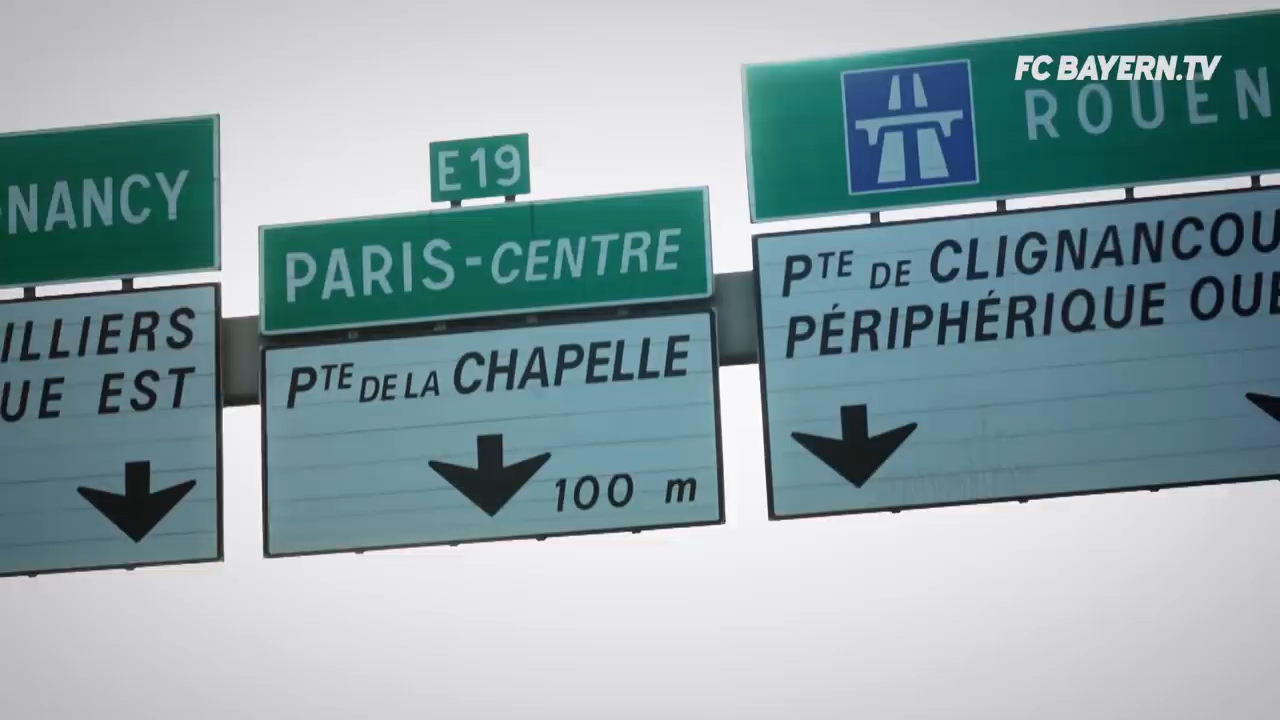 FC BAYERN.TV
-NANCY
ILLIERS
UE EST
E19
PARIS-CENTRE
PTE DE LA CHAPELLE
100 m
ROUEN
PTE DE CLIGNANCOU
PÉRIPHÉRIQUE OUE